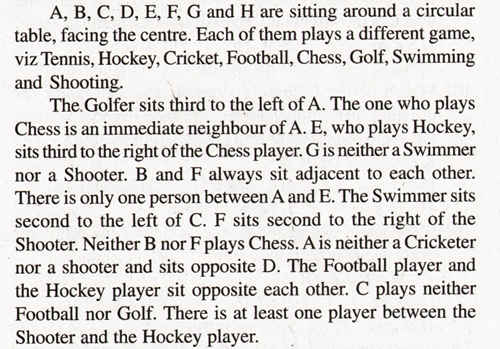 A, B, C, D, E, F, G and H are sitting around a circular
table, facing the centre. Each of them plays a different game,
viz Tennis, Hockey, Cricket, Football, Chess, Golf, Swimming
and Shooting.
The Golfer sits third to the left of A. The one who plays
Chess is an immediate neighbour of A. E, who plays Hockey,
sits third to the right of the Chess player. G is neither a Swimmer
nor a Shooter. B and F always sit adjacent to each other.
There is only one person between A and E. The Swimmer sits
second to the left of C. F sits second to the right of the
Shooter. Neither B nor F plays Chess. A is neither a Cricketer
nor a shooter and sits opposite D. The Football player and
the Hockey player sit opposite each other. C plays neither
Football nor Golf. There is at least one player between the
Shooter and the Hockey player.